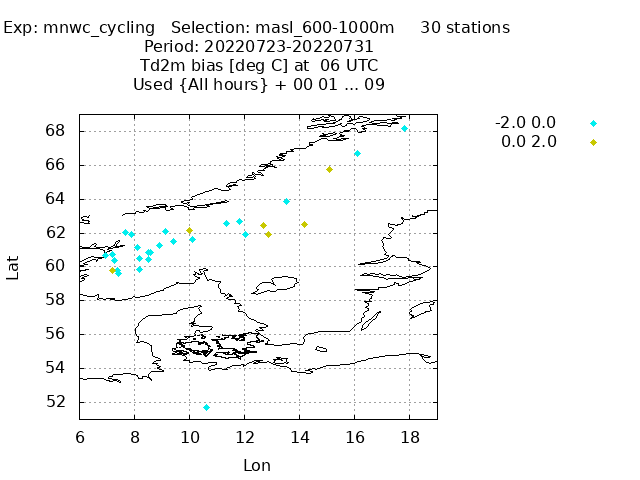 Exp: mnwc_cycling   Selection: masl_600-1000m     30 stations
Period: 20220723-20220731
Td2m bias [deg C] at  06 UTC
Used {All hours} + 00 01 ... 09
-2.0 0.0
0.0 2.0
68
66
64
62
60
58
56
54
52
Lat
6 8 10 12 14 16 18
Lon